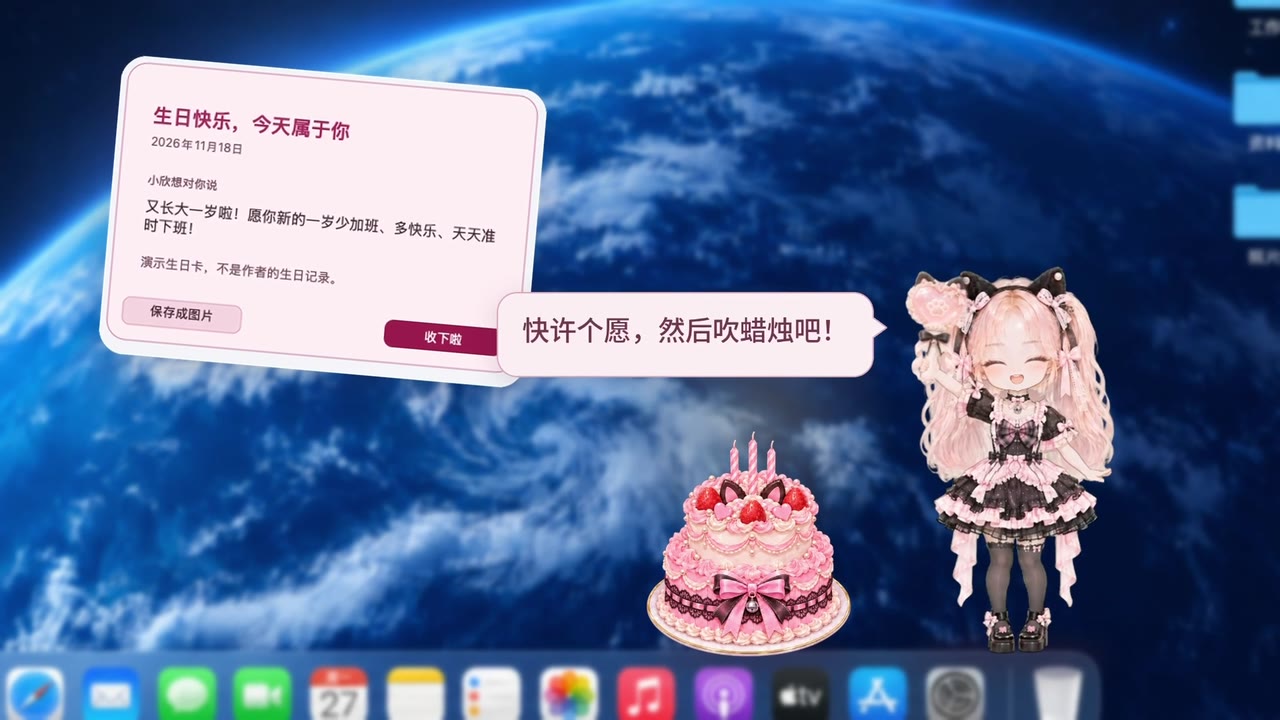 生日快乐，今天属于你
2026年11月18日
小欣想对你说
又长大一岁啦！愿你新的一岁少加班、多快乐、天天准
时下班！
演示生日卡，不是作者的生日记录。
保存成图片
收下啦
快许个愿，然后吹蜡烛吧！
27
tv